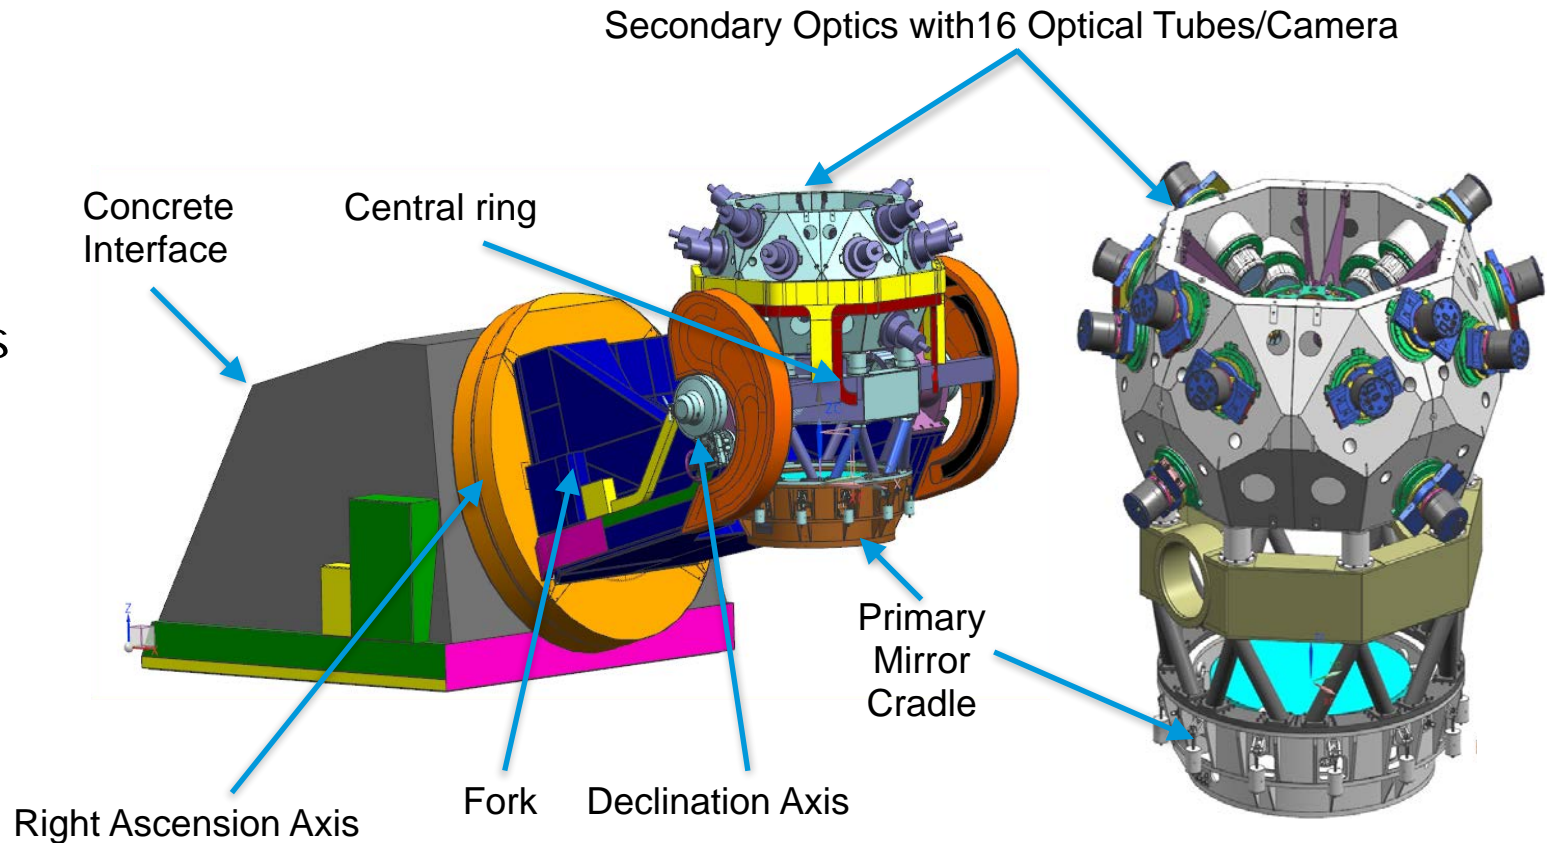 Secondary Optics with16 Optical Tubes/Camera
Concrete
Interface
Central ring
s
Z
X
Primary
Mirror
Cradle
Fork
Declination Axis
Right Ascension Axis